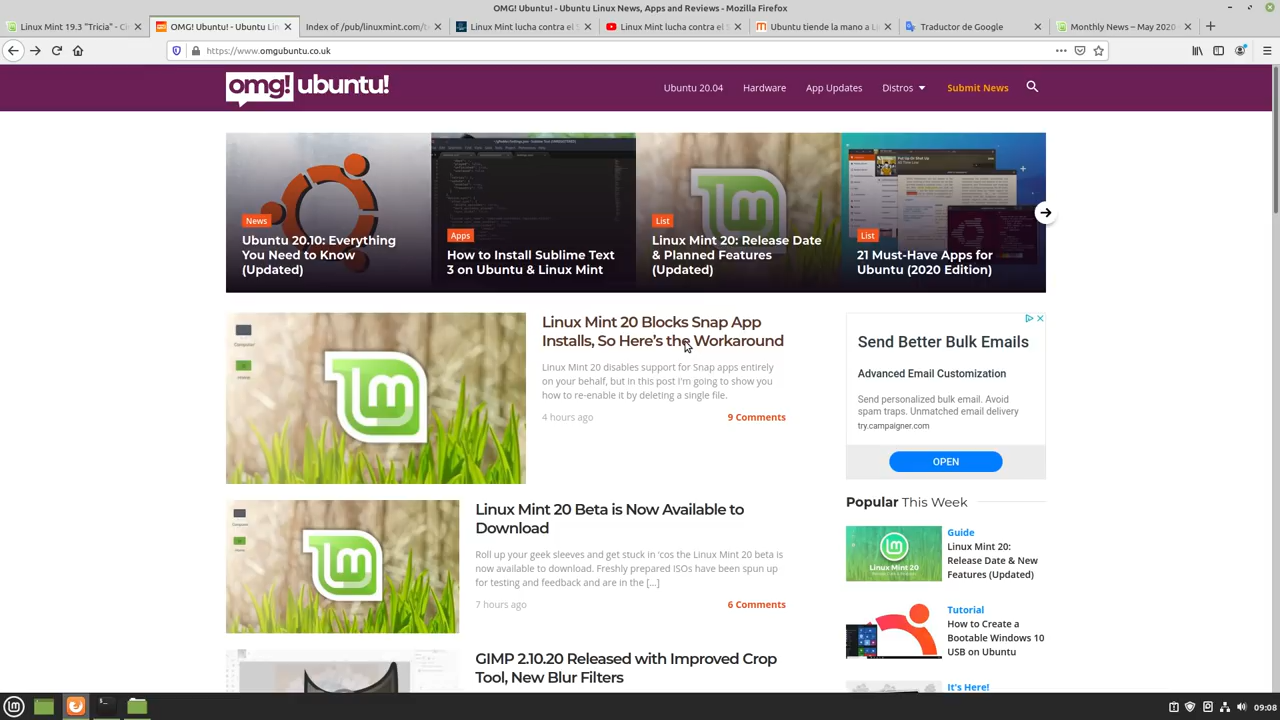 OMG! Ubuntu! - Ubuntu Linux News, Apps and Reviews - Mozilla Firefox
Linux Mint 19.3 "Tricia" - C
OMG! Ubuntu! - Ubuntu Lin
Index of /pub/linuxmint.com/te
Linux Mint lucha contra el S
Linux Mint lucha contra el S
Ubuntu tiende la mano a Li
Traductor de Google
Monthly News – May 2020
https://www.omgubuntu.co.uk
omg! ubuntu!
Ubuntu 20.04
Hardware
App Updates
Distros
Submit News
News
Ubuntu 20.10: Everything
You Need to Know
(Updated)
Apps
How to Install Sublime Text
3 on Ubuntu & Linux Mint
List
Linux Mint 20: Release Date
& Planned Features
(Updated)
List
21 Must-Have Apps for
Ubuntu (2020 Edition)
Computer
Home
Linux Mint 20 Blocks Snap App
Installs, So Here's the Workaround
Linux Mint 20 disables support for Snap apps entirely
on your behalf, but in this post I'm going to show you
how to re-enable it by deleting a single file.
4 hours ago
9 Comments
Send Better Bulk Emails
Advanced Email Customization
Send personalized bulk email. Avoid
spam traps. Unmatched email delivery
try.campaigner.com
OPEN
Linux Mint 20 Beta is Now Available to
Download
Roll up your geek sleeves and get stuck in 'cos the Linux Mint 20 beta is
now available to download. Freshly prepared ISOs have been spun up
for testing and feedback and are in the [...]
7 hours ago
6 Comments
GIMP 2.10.20 Released with Improved Crop
Tool, New Blur Filters
Popular This Week
Linux Mint 20
Guide
Linux Mint 20:
Release Date & New
Features (Updated)
Tutorial
How to Create a
Bootable Windows 10
USB on Ubuntu
It's Here!
09:08